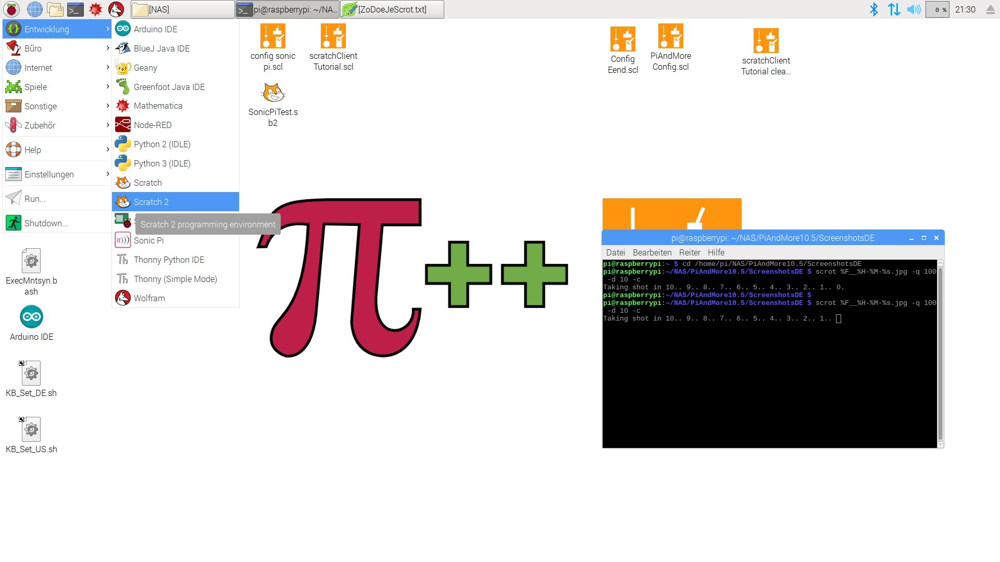 [NAS]
pi@raspberrypi: ~/NA...
[ZoDoeJeScrot.txt]
0 %
21:30
Entwicklung
Büro
Internet
Spiele
Sonstige
Zubehör
Help
Einstellungen
Run...
Shutdown...
Arduino IDE
BlueJ Java IDE
Geany
Greenfoot Java IDE
Mathematica
Node-RED
Python 2 (IDLE)
Python 3 (IDLE)
Scratch
Scratch 2
Scratch 2 programming environment
Sonic Pi
Thonny Python IDE
Thonny (Simple Mode)
Wolfram
config sonic
pi.scl
scratchClient
Tutorial.scl
SonicPiTest.s
b2
Config
Eend.scl
PiAndMore
Config.scl
scratchClient
Tutorial clea...
ExecMntsyn.b
ash
Arduino IDE
KB_Set_DE.sh
KB_Set_US.sh
π++
pi@raspberrypi: ~/NAS/PiAndMore10.5/ScreenshotsDE
Datei Bearbeiten Reiter Hilfe
pi@raspberrypi:~ $ cd /home/pi/NAS/PiAndMore10.5/ScreenshotsDE
pi@raspberrypi:~/NAS/PiAndMore10.5/ScreenshotsDE $ scrot %F__%H-%M-%s.jpg -q 100
-d 10 -c
Taking shot in 10.. 9.. 8.. 7.. 6.. 5.. 4.. 3.. 2.. 1.. 0.
pi@raspberrypi:~/NAS/PiAndMore10.5/ScreenshotsDE $
pi@raspberrypi:~/NAS/PiAndMore10.5/ScreenshotsDE $ scrot %F__%H-%M-%s.jpg -q 100
-d 10 -c
Taking shot in 10.. 9.. 8.. 7.. 6.. 5.. 4.. 3.. 2.. 1..